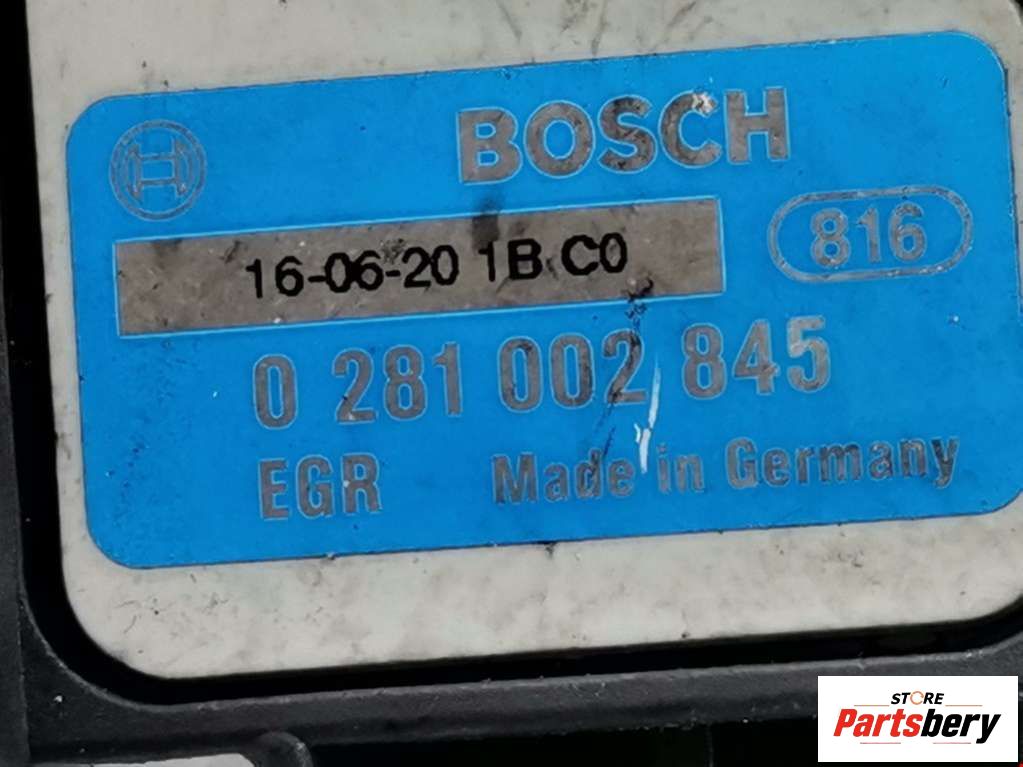 BOSCH
16-06-20 1B C0
816
0 281 002 845
EGR Made in Germany
STORE
Partsbery